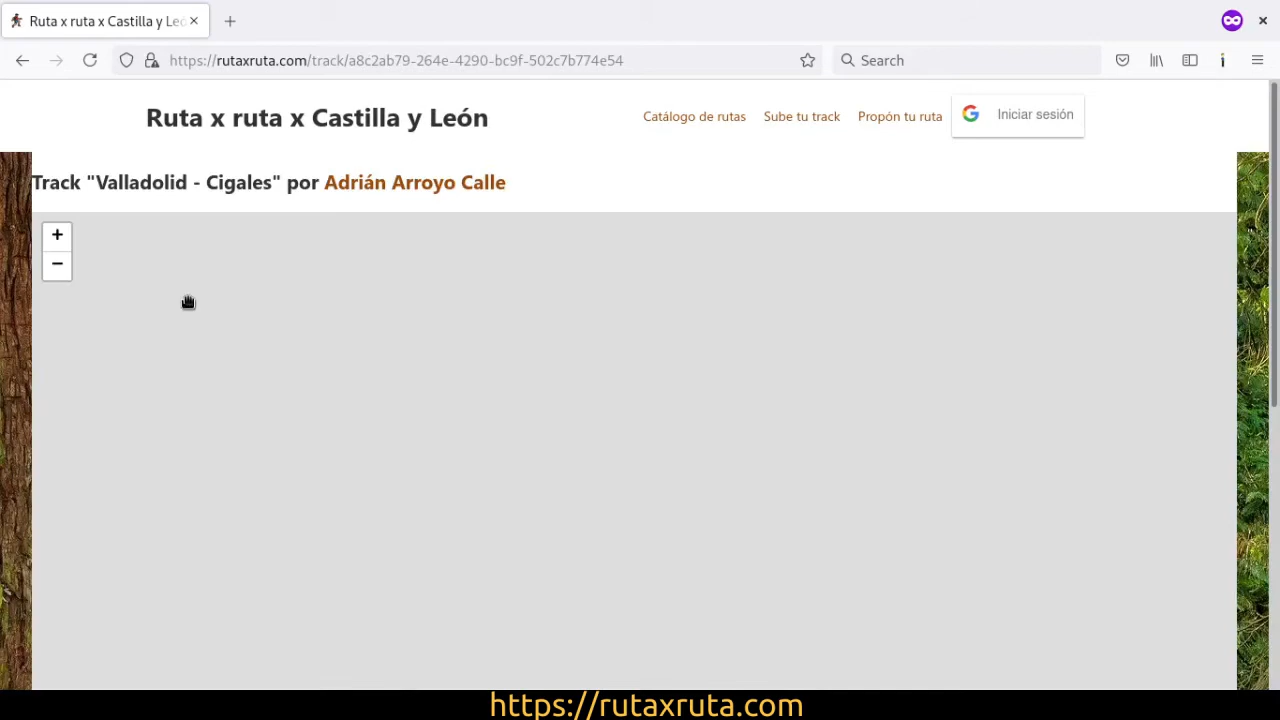 Ruta x ruta x Castilla y Leó
https://rutaxruta.com/track/a8c2ab79-264e-4290-bc9f-502c7b774e54
Search
Ruta x ruta x Castilla y León
Catálogo de rutas
Sube tu track
Propón tu ruta
Iniciar sesión
Track "Valladolid - Cigales" por Adrián Arroyo Calle
+
−
https://rutaxruta.com